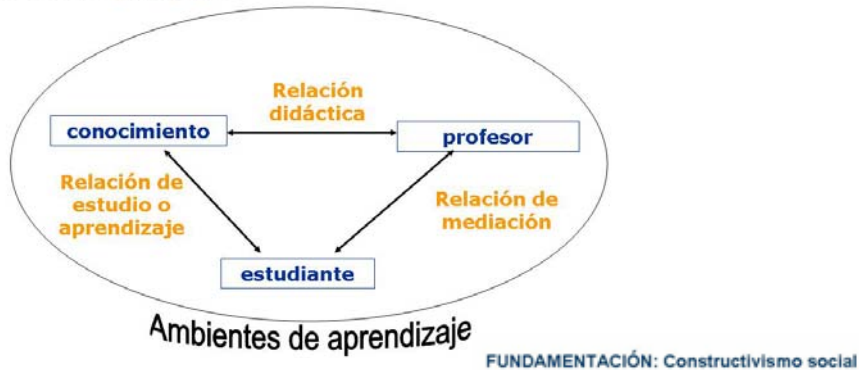 Relación
didáctica
conocimiento
profesor
Relación de
estudio o
aprendizaje
Relación de
mediación
estudiante
Ambientes de aprendizaje
FUNDAMENTACIÓN: Constructivismo social